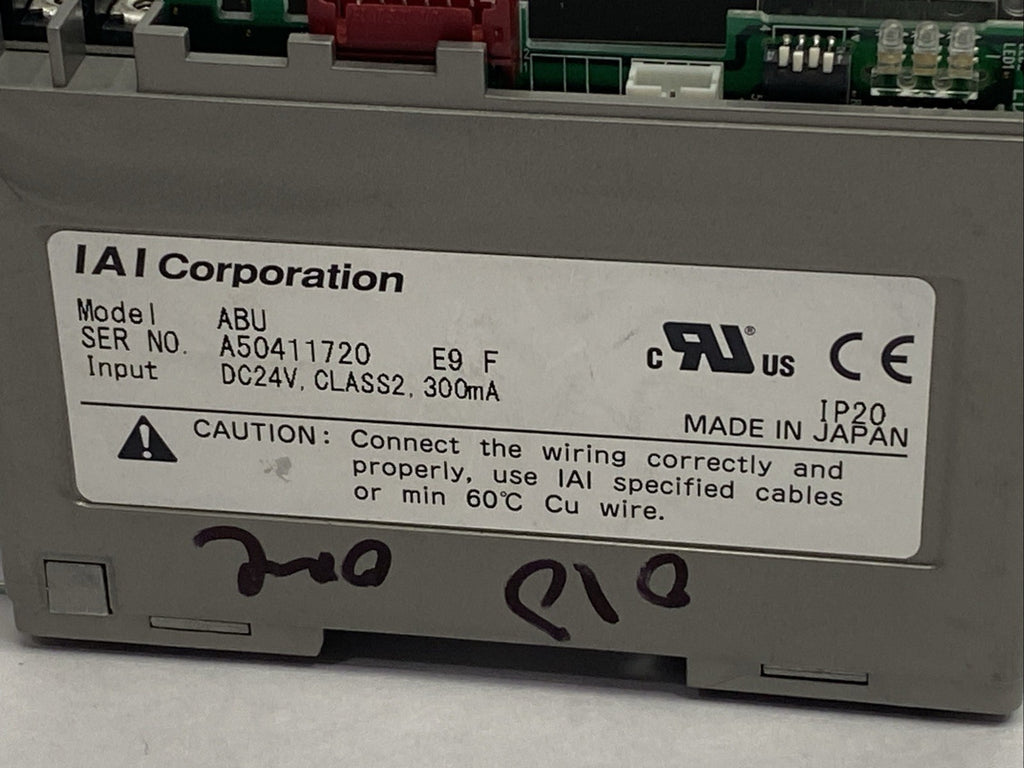 IAI Corporation
Model ABU
SER NO. A50411720 E9 F
Input DC24V, CLASS2, 300mA
c RU ® US CE
IP20
MADE IN JAPAN
CAUTION: Connect the wiring correctly and
properly, use IAI specified cables
or min 60℃ Cu wire.